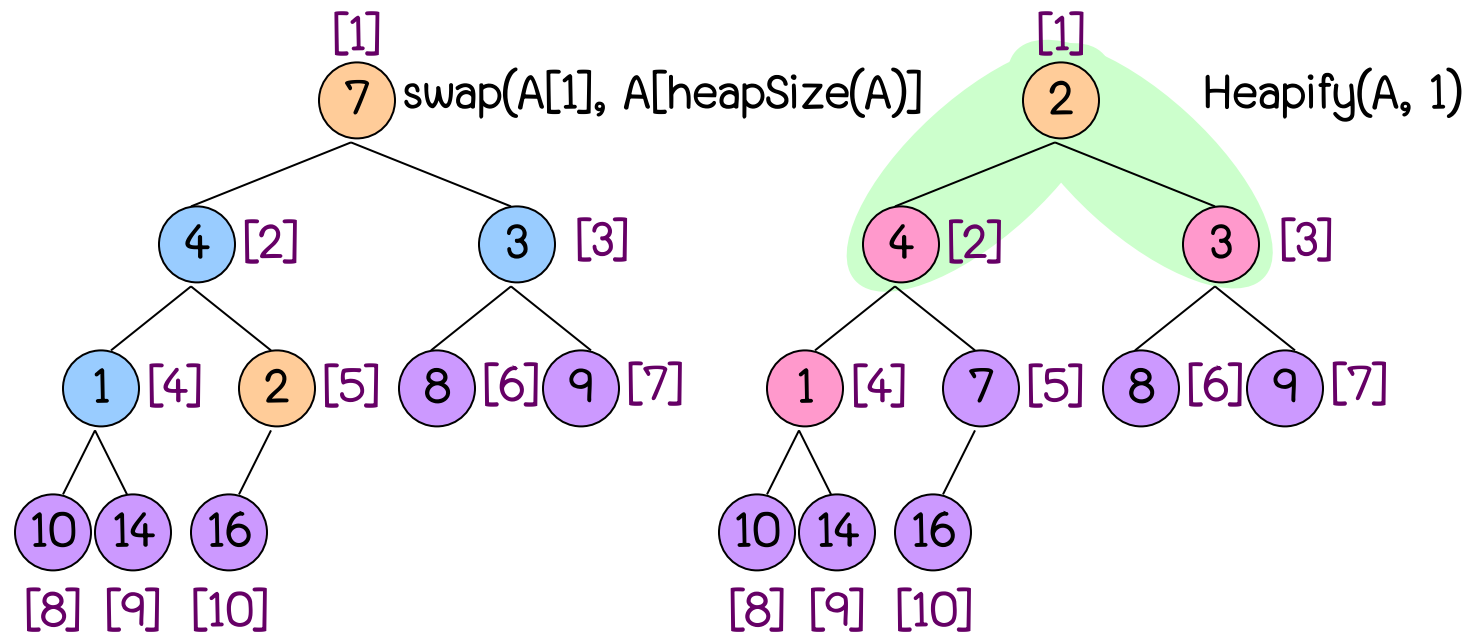 [1] [1]
7 swap(A[1], A[heapSize(A)] 2 Heapify(A, 1)
4 [2] 3 [3] 4 [2] 3 [3]
1 [4] 2 [5] 8 [6] 9 [7] 1 [4] 7 [5] 8 [6] 9 [7]
10 14 16 10 14 16
[8] [9] [10] [8] [9] [10]